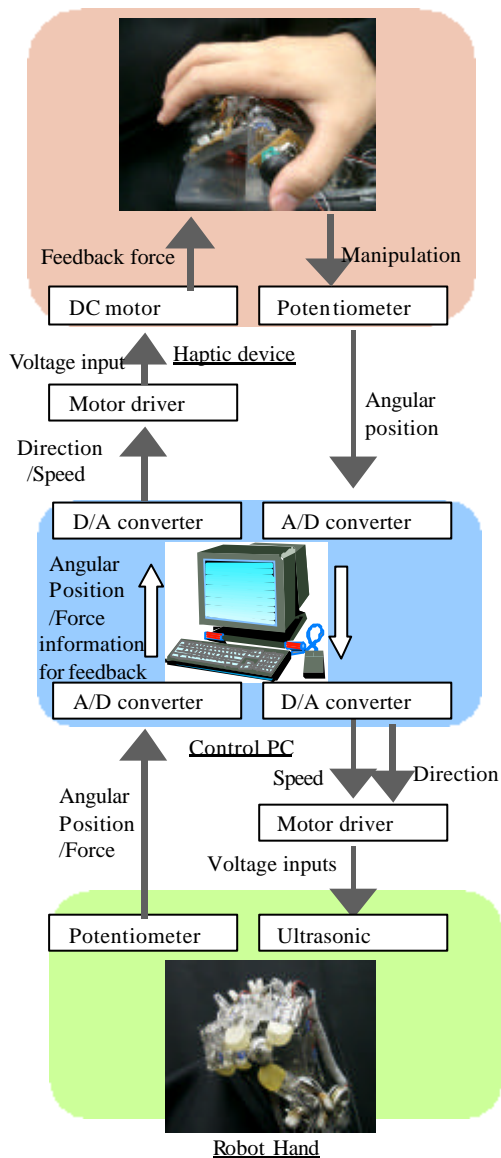 Feedback force
Manipulation
DC motor
Potentiometer
Voltage input
Haptic device
Motor driver
Angular
position
Direction
/Speed
D/A converter
A/D converter
Angular
Position
/Force
information
for feedback
A/D converter
D/A converter
Control PC
Speed
Direction
Angular
Position
/Force
Motor driver
Voltage inputs
Potentiometer
Ultrasonic
Robot Hand